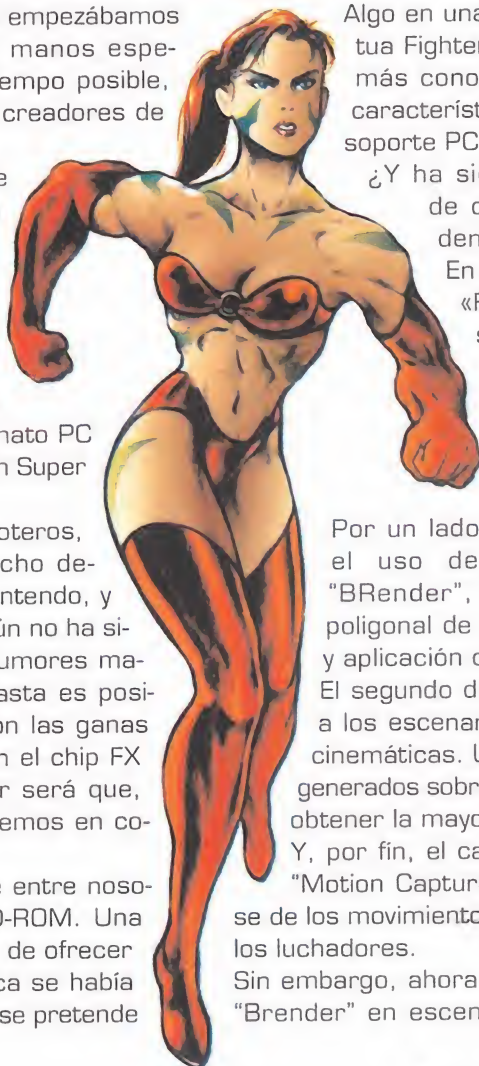 empezábamos
manos espe-
empo posible,
creadores de
e
nato PC
n Super
oteros,
cho de-
ntendo, y
ún no ha si-
umores ma-
asta es posi-
on las ganas
n el chip FX
r será que,
emos en co-
e entre noso-
D-ROM. Una
de ofrecer
ca se había
se pretende
Algo en una
tua Fighter
más cono
característ
soporte PC
¿Y ha si
de c
den
En
«F
s
Por un lado
el uso de
"BRender",
poligonal de
y aplicación c
El segundo d
a los escenar
cinemáticas. U
generados sobr
obtener la mayo
Y, por fin, el ca
"Motion Captur
se de los movimiento
los luchadores.
Sin embargo, ahora
"Brender" en escen